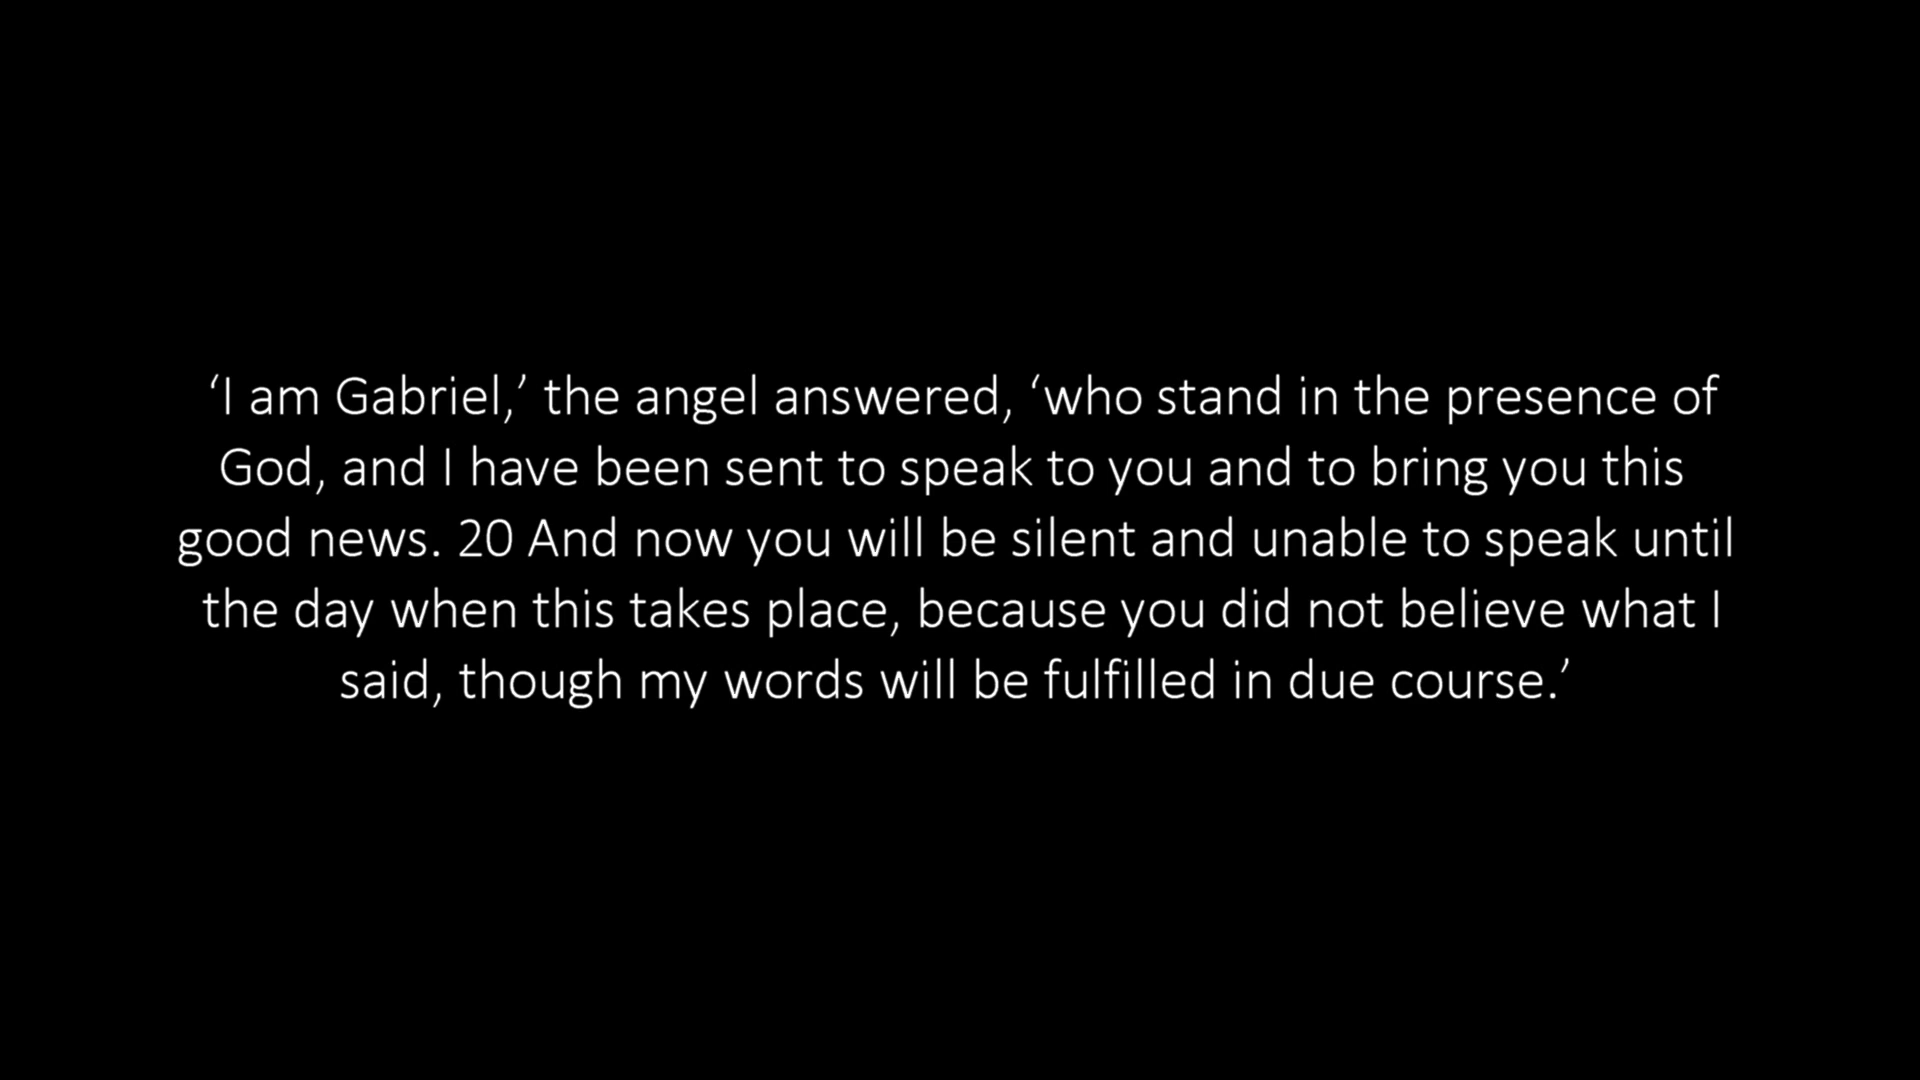 ‘I am Gabriel,’ the angel answered, ‘who stand in the presence of
God, and I have been sent to speak to you and to bring you this
good news. 20 And now you will be silent and unable to speak until
the day when this takes place, because you did not believe what I
said, though my words will be fulfilled in due course.’